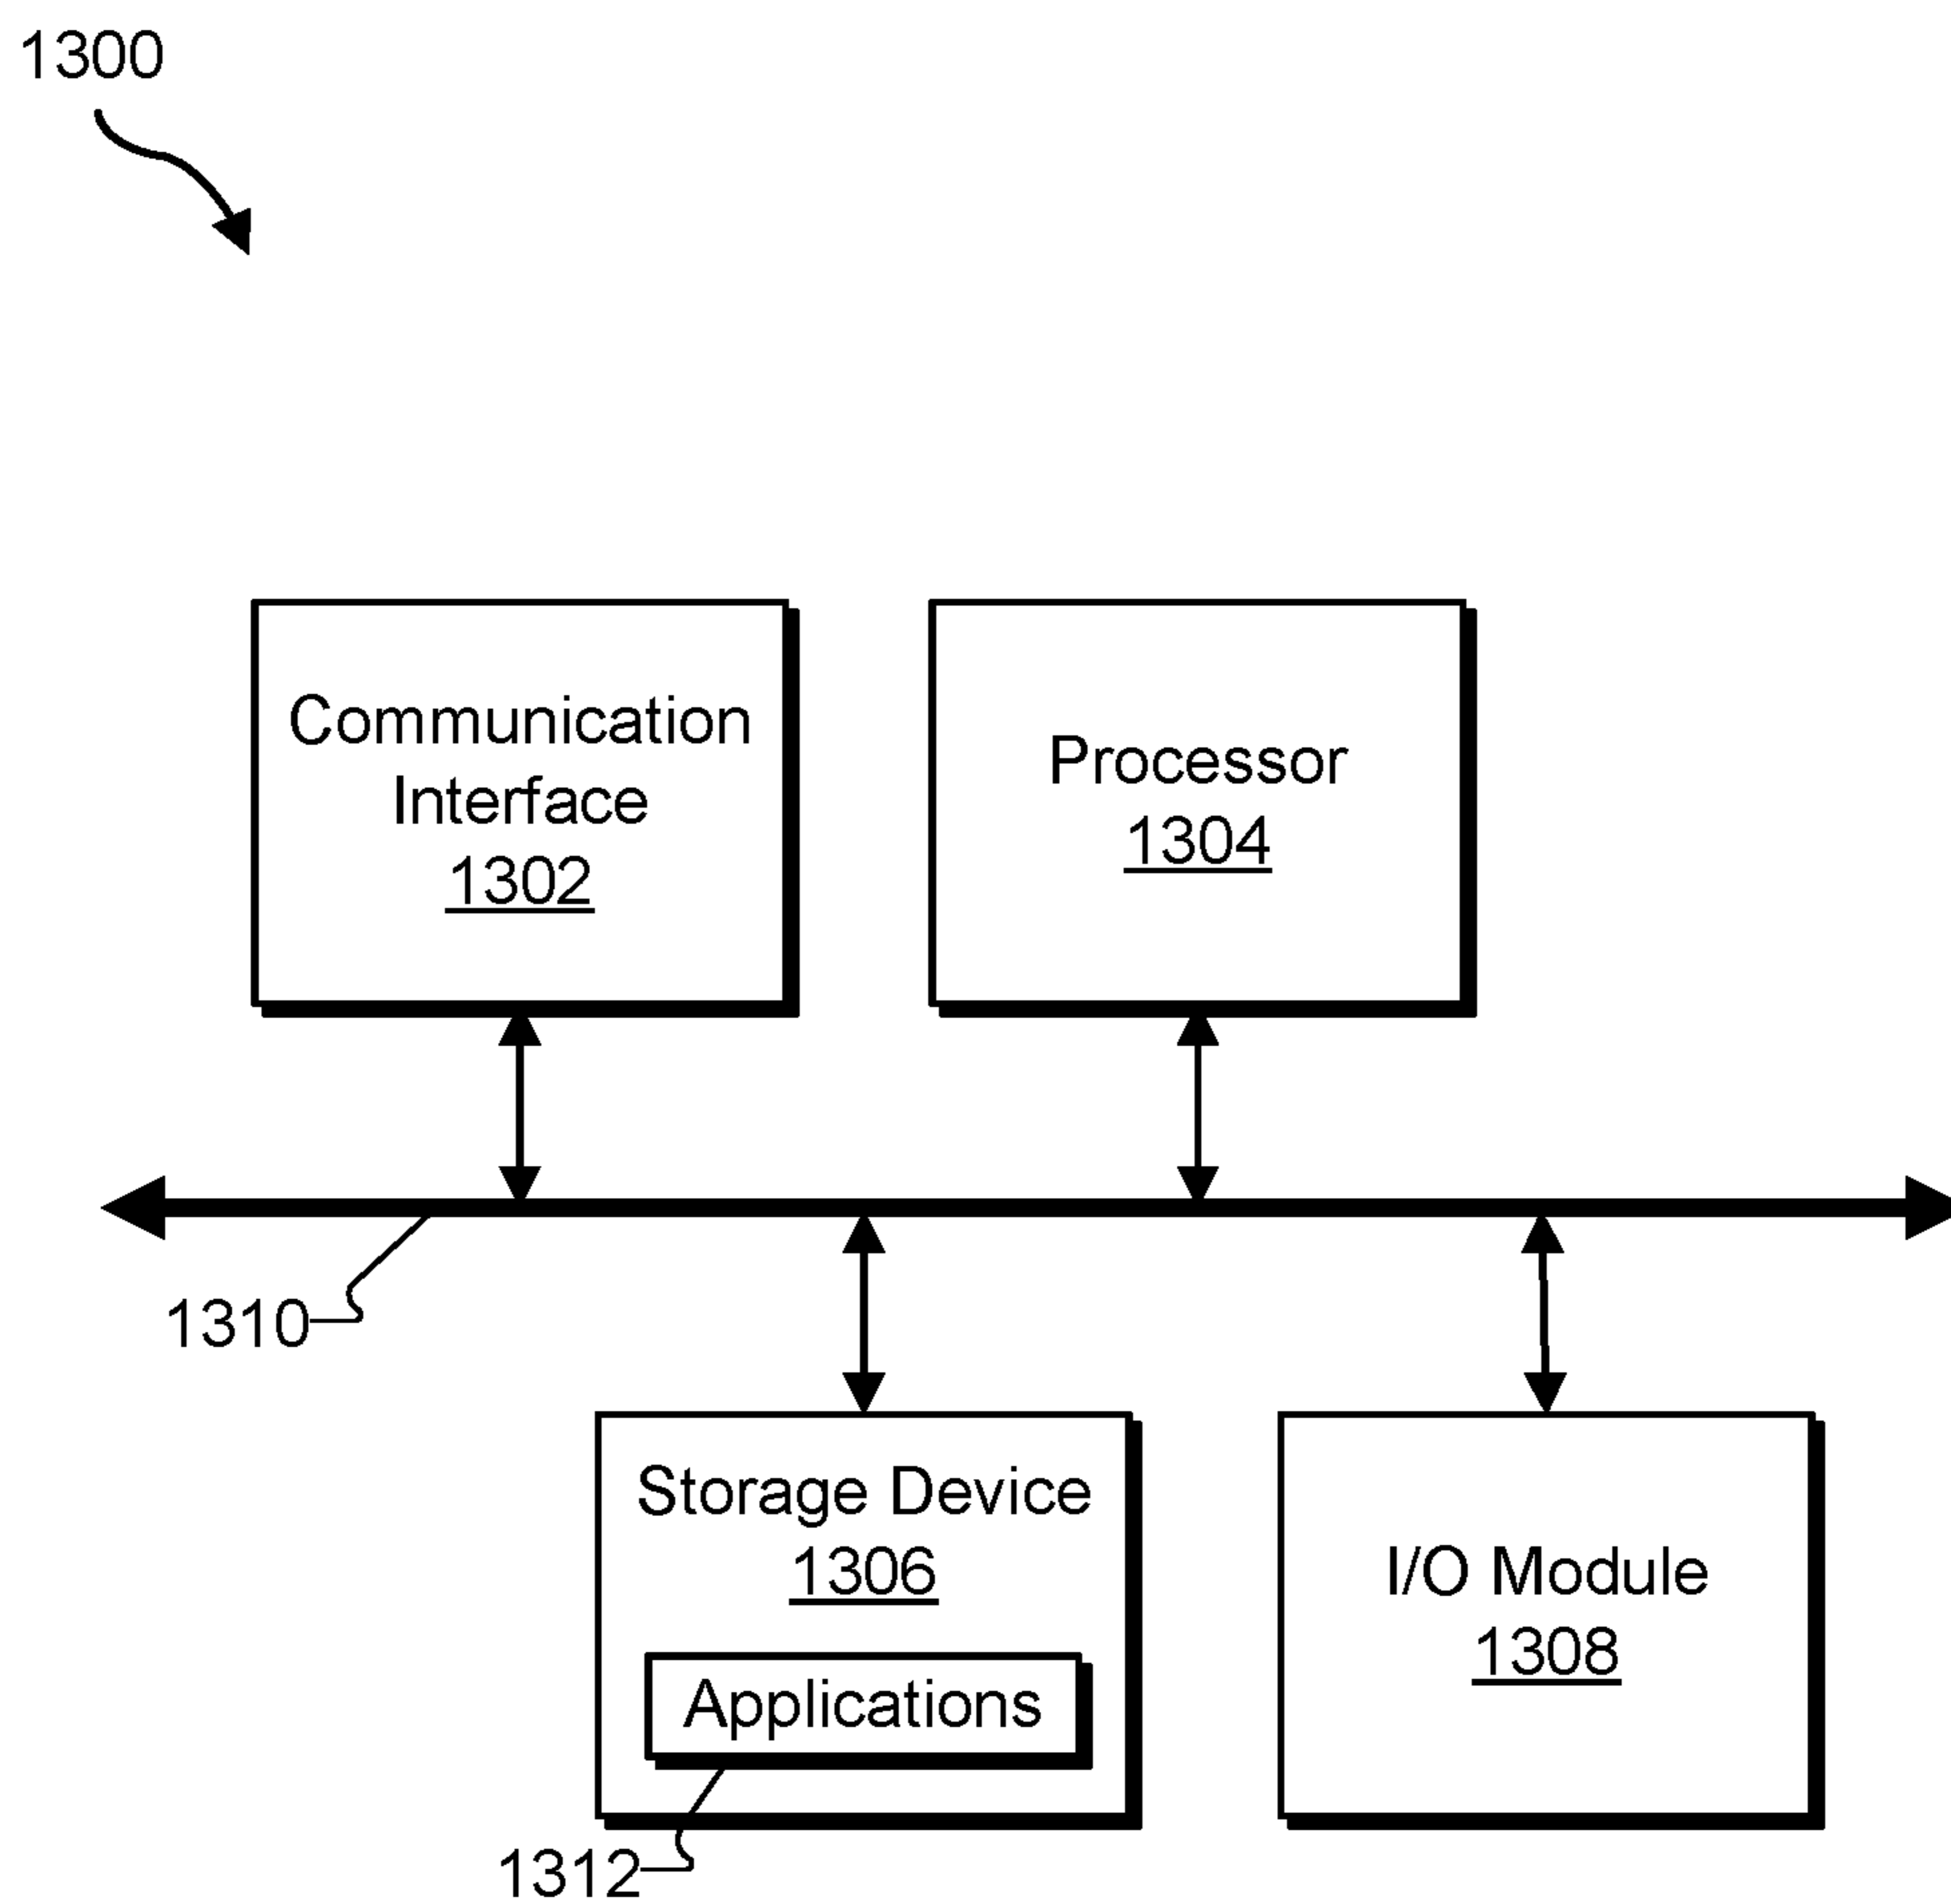 1300
Communication
Interface
1302
Processor
1304
1310
Storage Device
1306
Applications
1312
I/O Module
1308